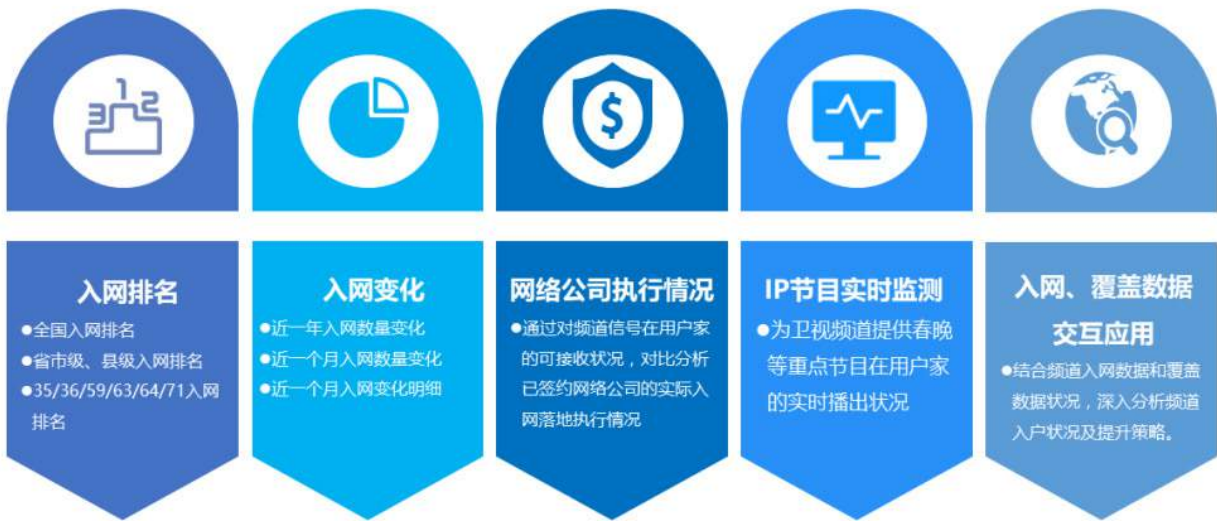 3 1 2
$
入网排名
●全国入网排名
●省市级、县级入网排名
●35/36/59/63/64/71入网
排名
入网变化
●近一年入网数量变化
●近一个月入网数量变化
●近一个月入网变化明细
网络公司执行情况
●通过对频道信号在用户家
的可接收状况，对比分析
已签约网络公司的实际入
网落地执行情况
IP节目实时监测
●为卫视频道提供春晚
等重点节目在用户家
的实时播出状况
入网、覆盖数据
交互应用
●结合频道入网数据和覆盖
数据状况，深入分析频道
入户状况及提升策略。